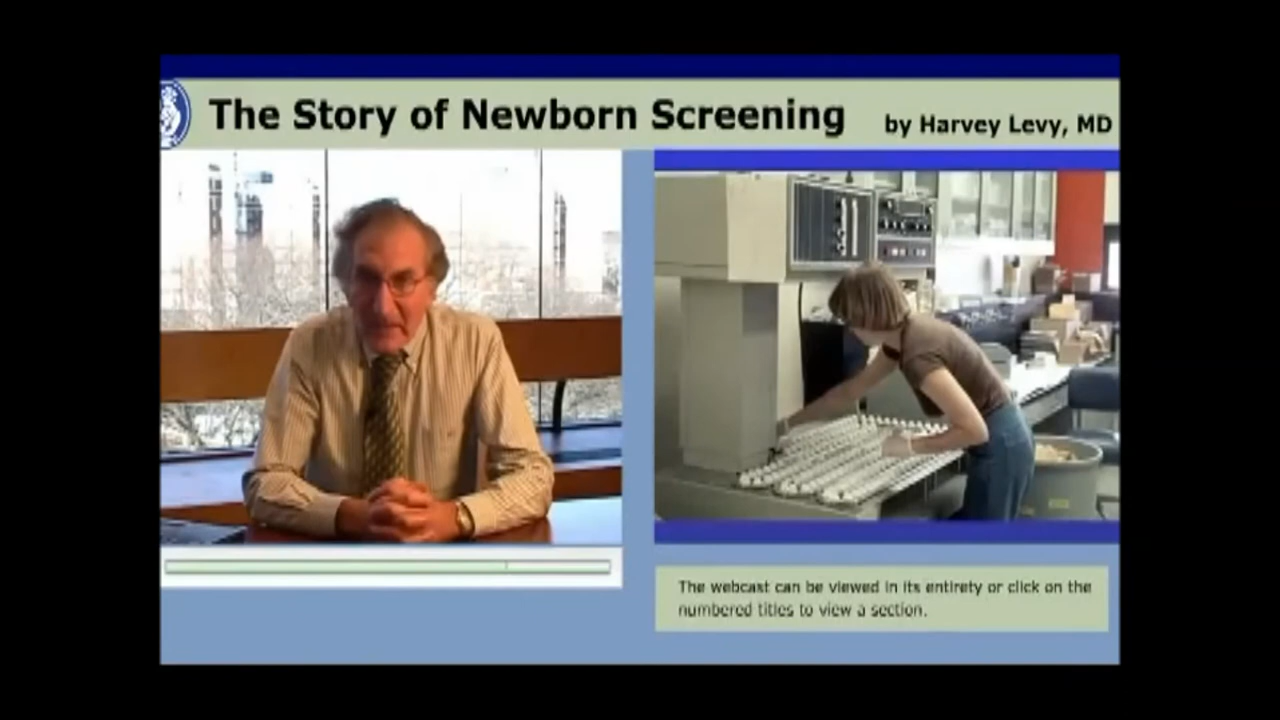 The Story of Newborn Screening by Harvey Levy, MD
The webcast can be viewed in its entirety or click on the
numbered titles to view a section.